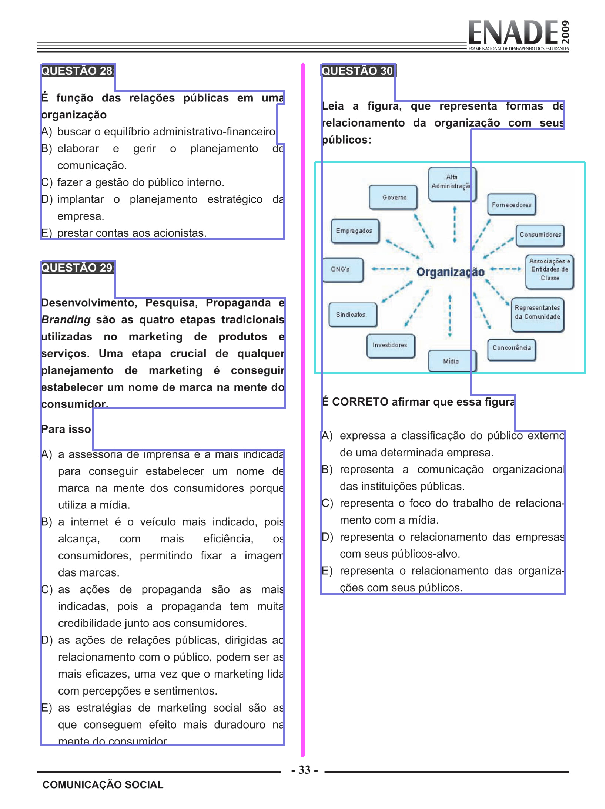 ENADE 2009
EXAME NACIONAL DE DESEMPENHO DOS ESTUDANTES
QUESTÃO 28
É função das relações públicas em uma
organização
A) buscar o equilíbrio administrativo-financeiro
B) elaborar e gerir o planejamento de
comunicação.
C) fazer a gestão do público interno.
D) implantar o planejamento estratégico da
empresa.
E) prestar contas aos acionistas.
QUESTÃO 29
Desenvolvimento, Pesquisa, Propaganda e
Branding são as quatro etapas tradicionais
utilizadas no marketing de produtos e
serviços. Uma etapa crucial de qualquer
planejamento de marketing é conseguir
estabelecer um nome de marca na mente do
consumidor.
Para isso
A) a assessoria de imprensa é a mais indicada
para conseguir estabelecer um nome de
marca na mente dos consumidores porque
utiliza a mídia.
B) a internet é o veículo mais indicado, pois
alcança, com mais eficiência, os
consumidores, permitindo fixar a imagem
das marcas.
C) as ações de propaganda são as mais
indicadas, pois a propaganda tem muita
credibilidade junto aos consumidores.
D) as ações de relações públicas, dirigidas ao
relacionamento com o público, podem ser as
mais eficazes, uma vez que o marketing lida
com percepções e sentimentos.
E) as estratégias de marketing social são as
que conseguem efeito mais duradouro na
mente do consumidor
QUESTÃO 30
Leia a figura, que representa formas de
relacionamento da organização com seus
públicos:
Alta
Administração
Governo
Fornecedores
Empregados
Consumidores
ONG's
Organização
Associações e
Entidades de
Classe
Sindicatos
Representantes
da Comunidade
Investidores
Concorrência
Mídia
É CORRETO afirmar que essa figura
A) expressa a classificação do público externo
de uma determinada empresa.
B) representa a comunicação organizacional
das instituições públicas.
C) representa o foco do trabalho de relaciona-
mento com a mídia.
D) representa o relacionamento das empresas
com seus públicos-alvo.
E) representa o relacionamento das organiza-
ções com seus públicos.
- 33 -
COMUNICAÇÃO SOCIAL